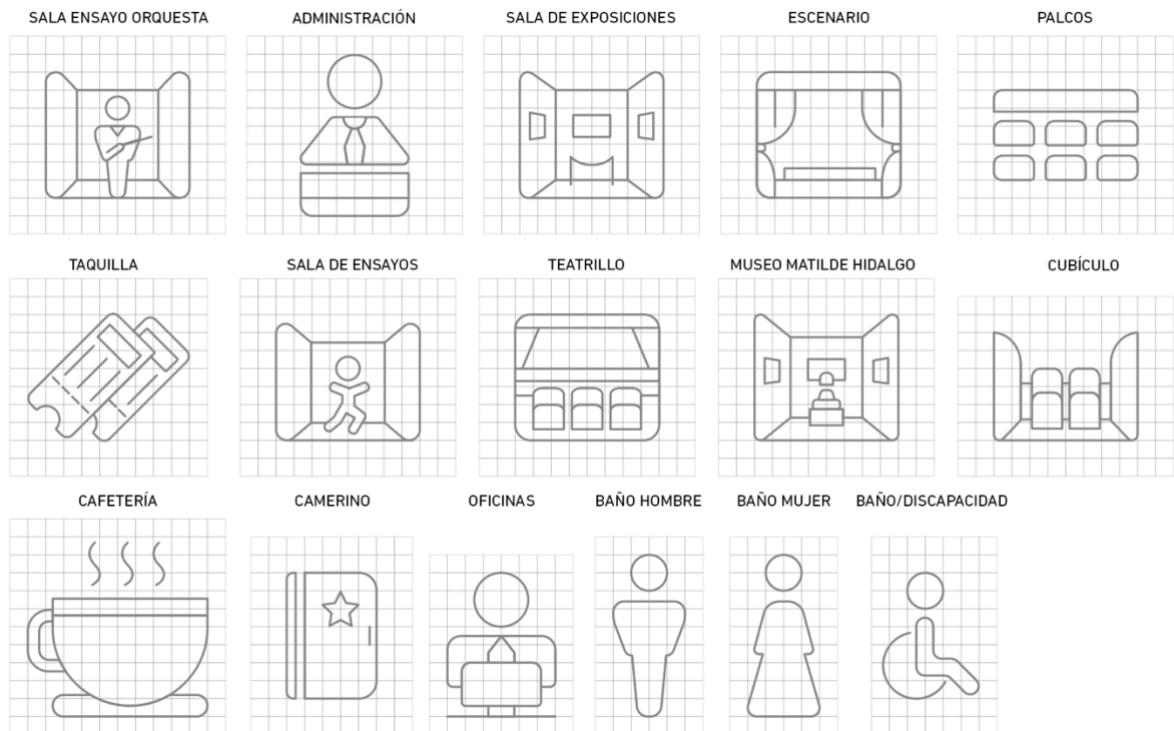 SALA ENSAYO ORQUESTA
ADMINISTRACIÓN
SALA DE EXPOSICIONES
ESCENARIO
PALCOS
TAQUILLA
SALA DE ENSAYOS
TEATRILLO
MUSEO MATILDE HIDALGO
CUBÍCULO
CAFETERÍA
CAMERINO
OFICINAS
BAÑO HOMBRE
BAÑO MUJER
BAÑO/DISCAPACIDAD